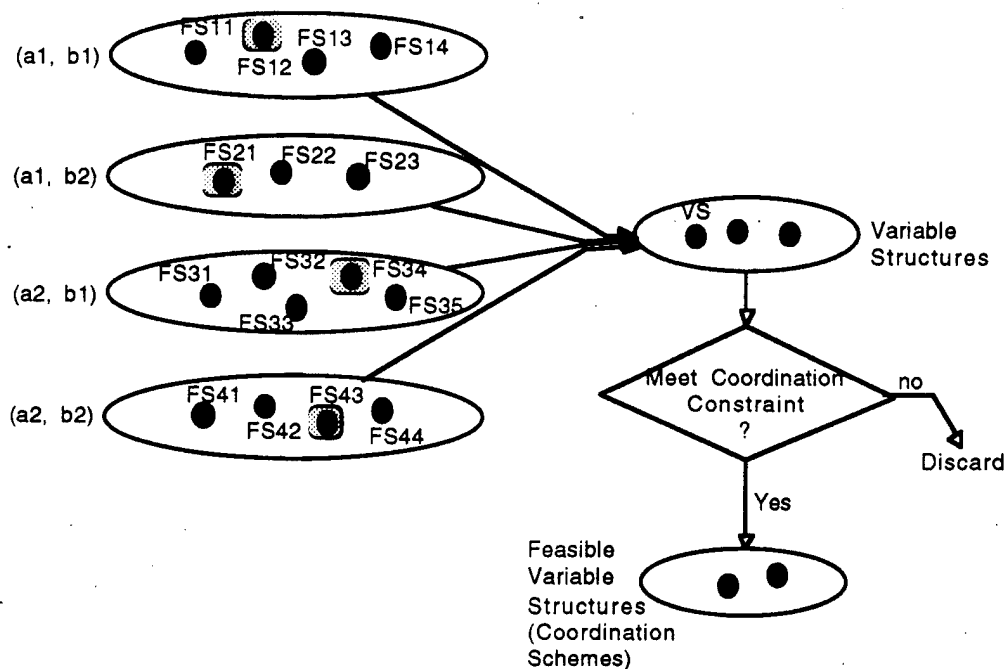 (a1, b1)
FS11
FS12
FS13
FS14
(a1, b2)
FS21
FS22
FS23
(a2, b1)
FS31
FS32
FS33
FS34
FS35
(a2, b2)
FS41
FS42
FS43
FS44
VS
Variable
Structures
Meet Coordination
Constraint
?
no
Discard
Yes
Feasible
Variable
Structures
(Coordination
Schemes)